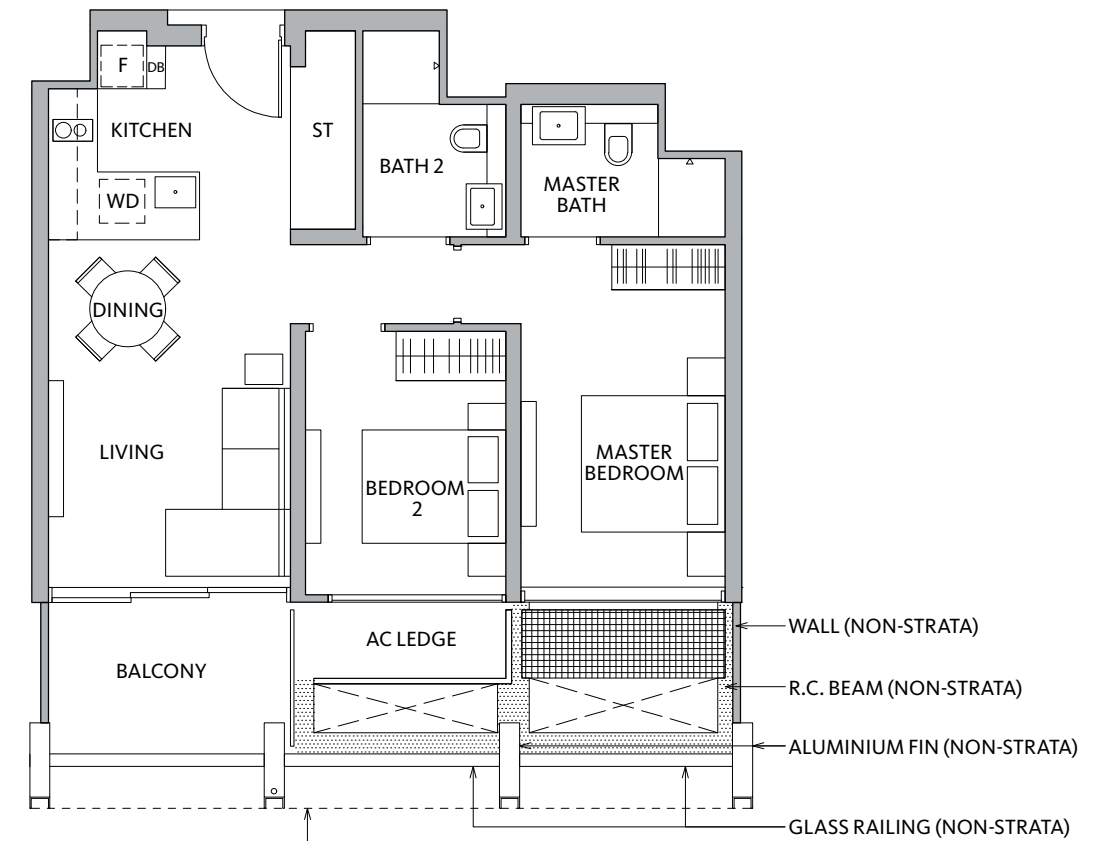 F
DB
KITCHEN
ST
BATH 2
MASTER
BATH
WD
DINING
LIVING
BEDROOM
2
MASTER
BEDROOM
AC LEDGE
BALCONY
WALL (NON-STRATA)
R.C. BEAM (NON-STRATA)
ALUMINIUM FIN (NON-STRATA)
GLASS RAILING (NON-STRATA)